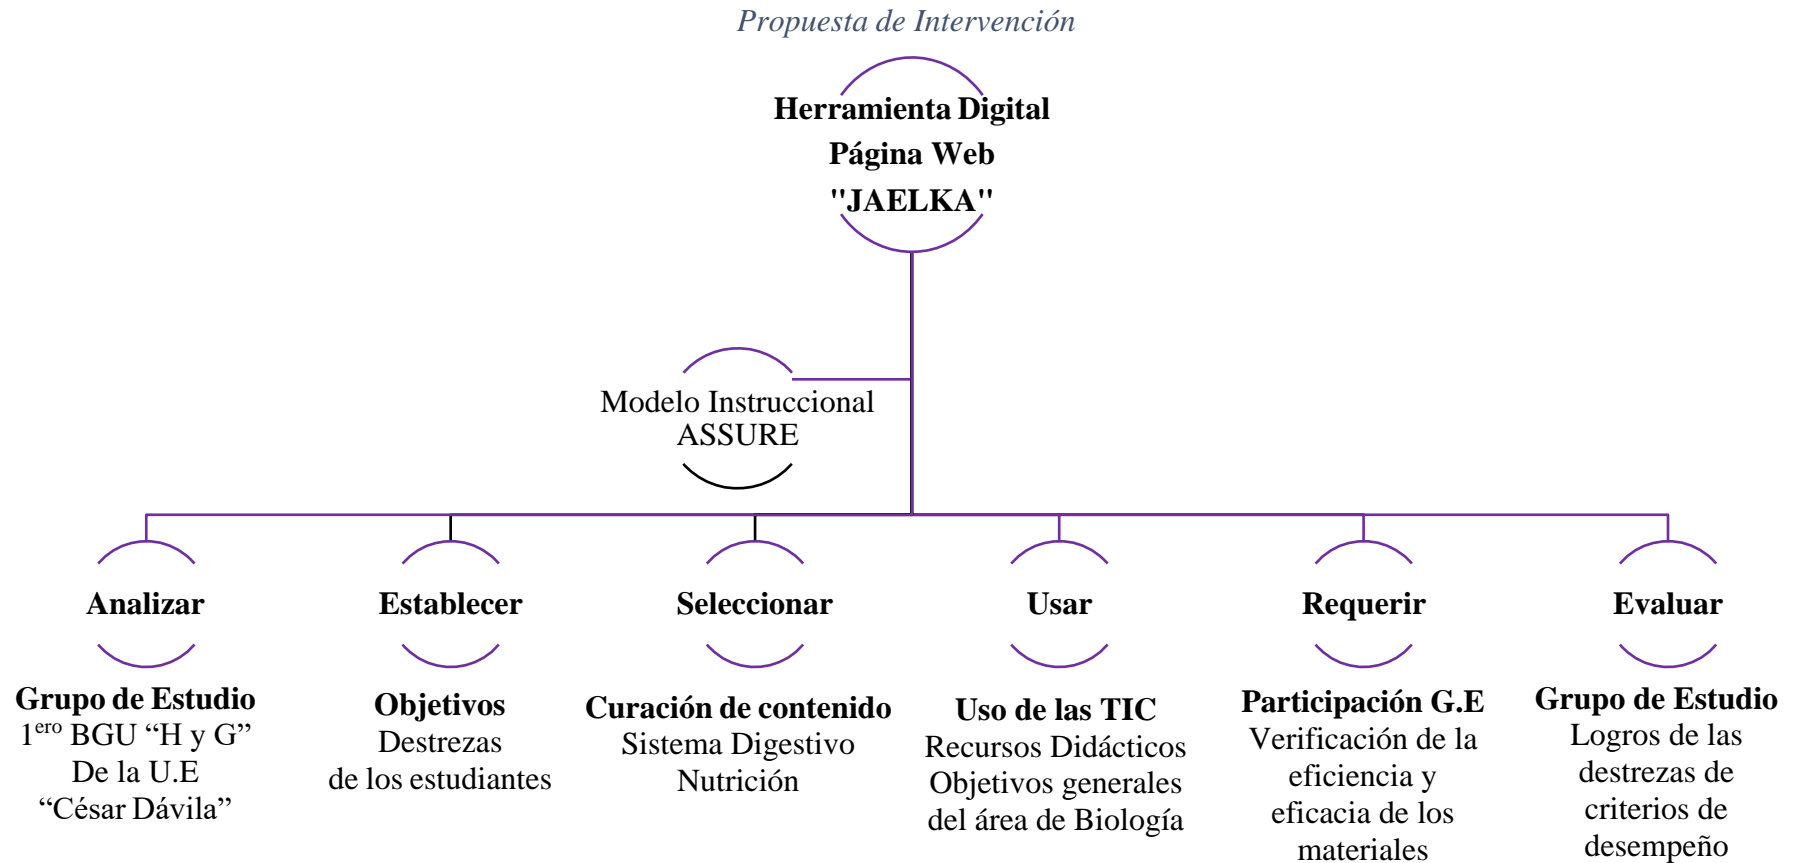 Propuesta de Intervención
Herramienta Digital
Página Web
"JAELKA"
Modelo Instruccional
ASSURE
Analizar
Grupo de Estudio
1ero BGU “H y G”
De la U.E
“César Dávila”
Establecer
Objetivos
Destrezas
de los estudiantes
Seleccionar
Curación de contenido
Sistema Digestivo
Nutrición
Usar
Uso de las TIC
Recursos Didácticos
Objetivos generales
del área de Biología
Requerir
Participación G.E
Verificación de la
eficiencia y
eficacia de los
materiales
Evaluar
Grupo de Estudio
Logros de las
destrezas de
criterios de
desempeño